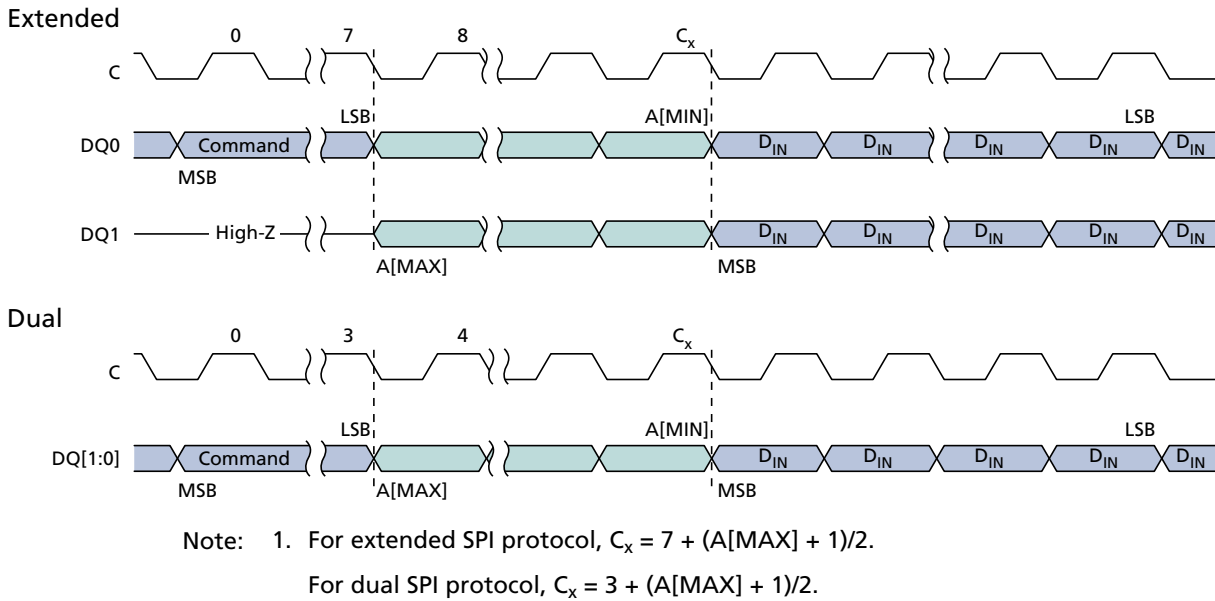 Extended
0 7 8 Cx
C
LSB A[MIN] LSB
DQ0 Command DIN DIN DIN DIN DIN
MSB
DQ1 High-Z DIN DIN DIN DIN DIN
A[MAX] MSB
Dual
0 3 4 Cx
C
LSB A[MIN] LSB
DQ[1:0] Command DIN DIN DIN DIN DIN
MSB A[MAX] MSB
Note: 1. For extended SPI protocol, Cx = 7 + (A[MAX] + 1)/2.
For dual SPI protocol, Cx = 3 + (A[MAX] + 1)/2.